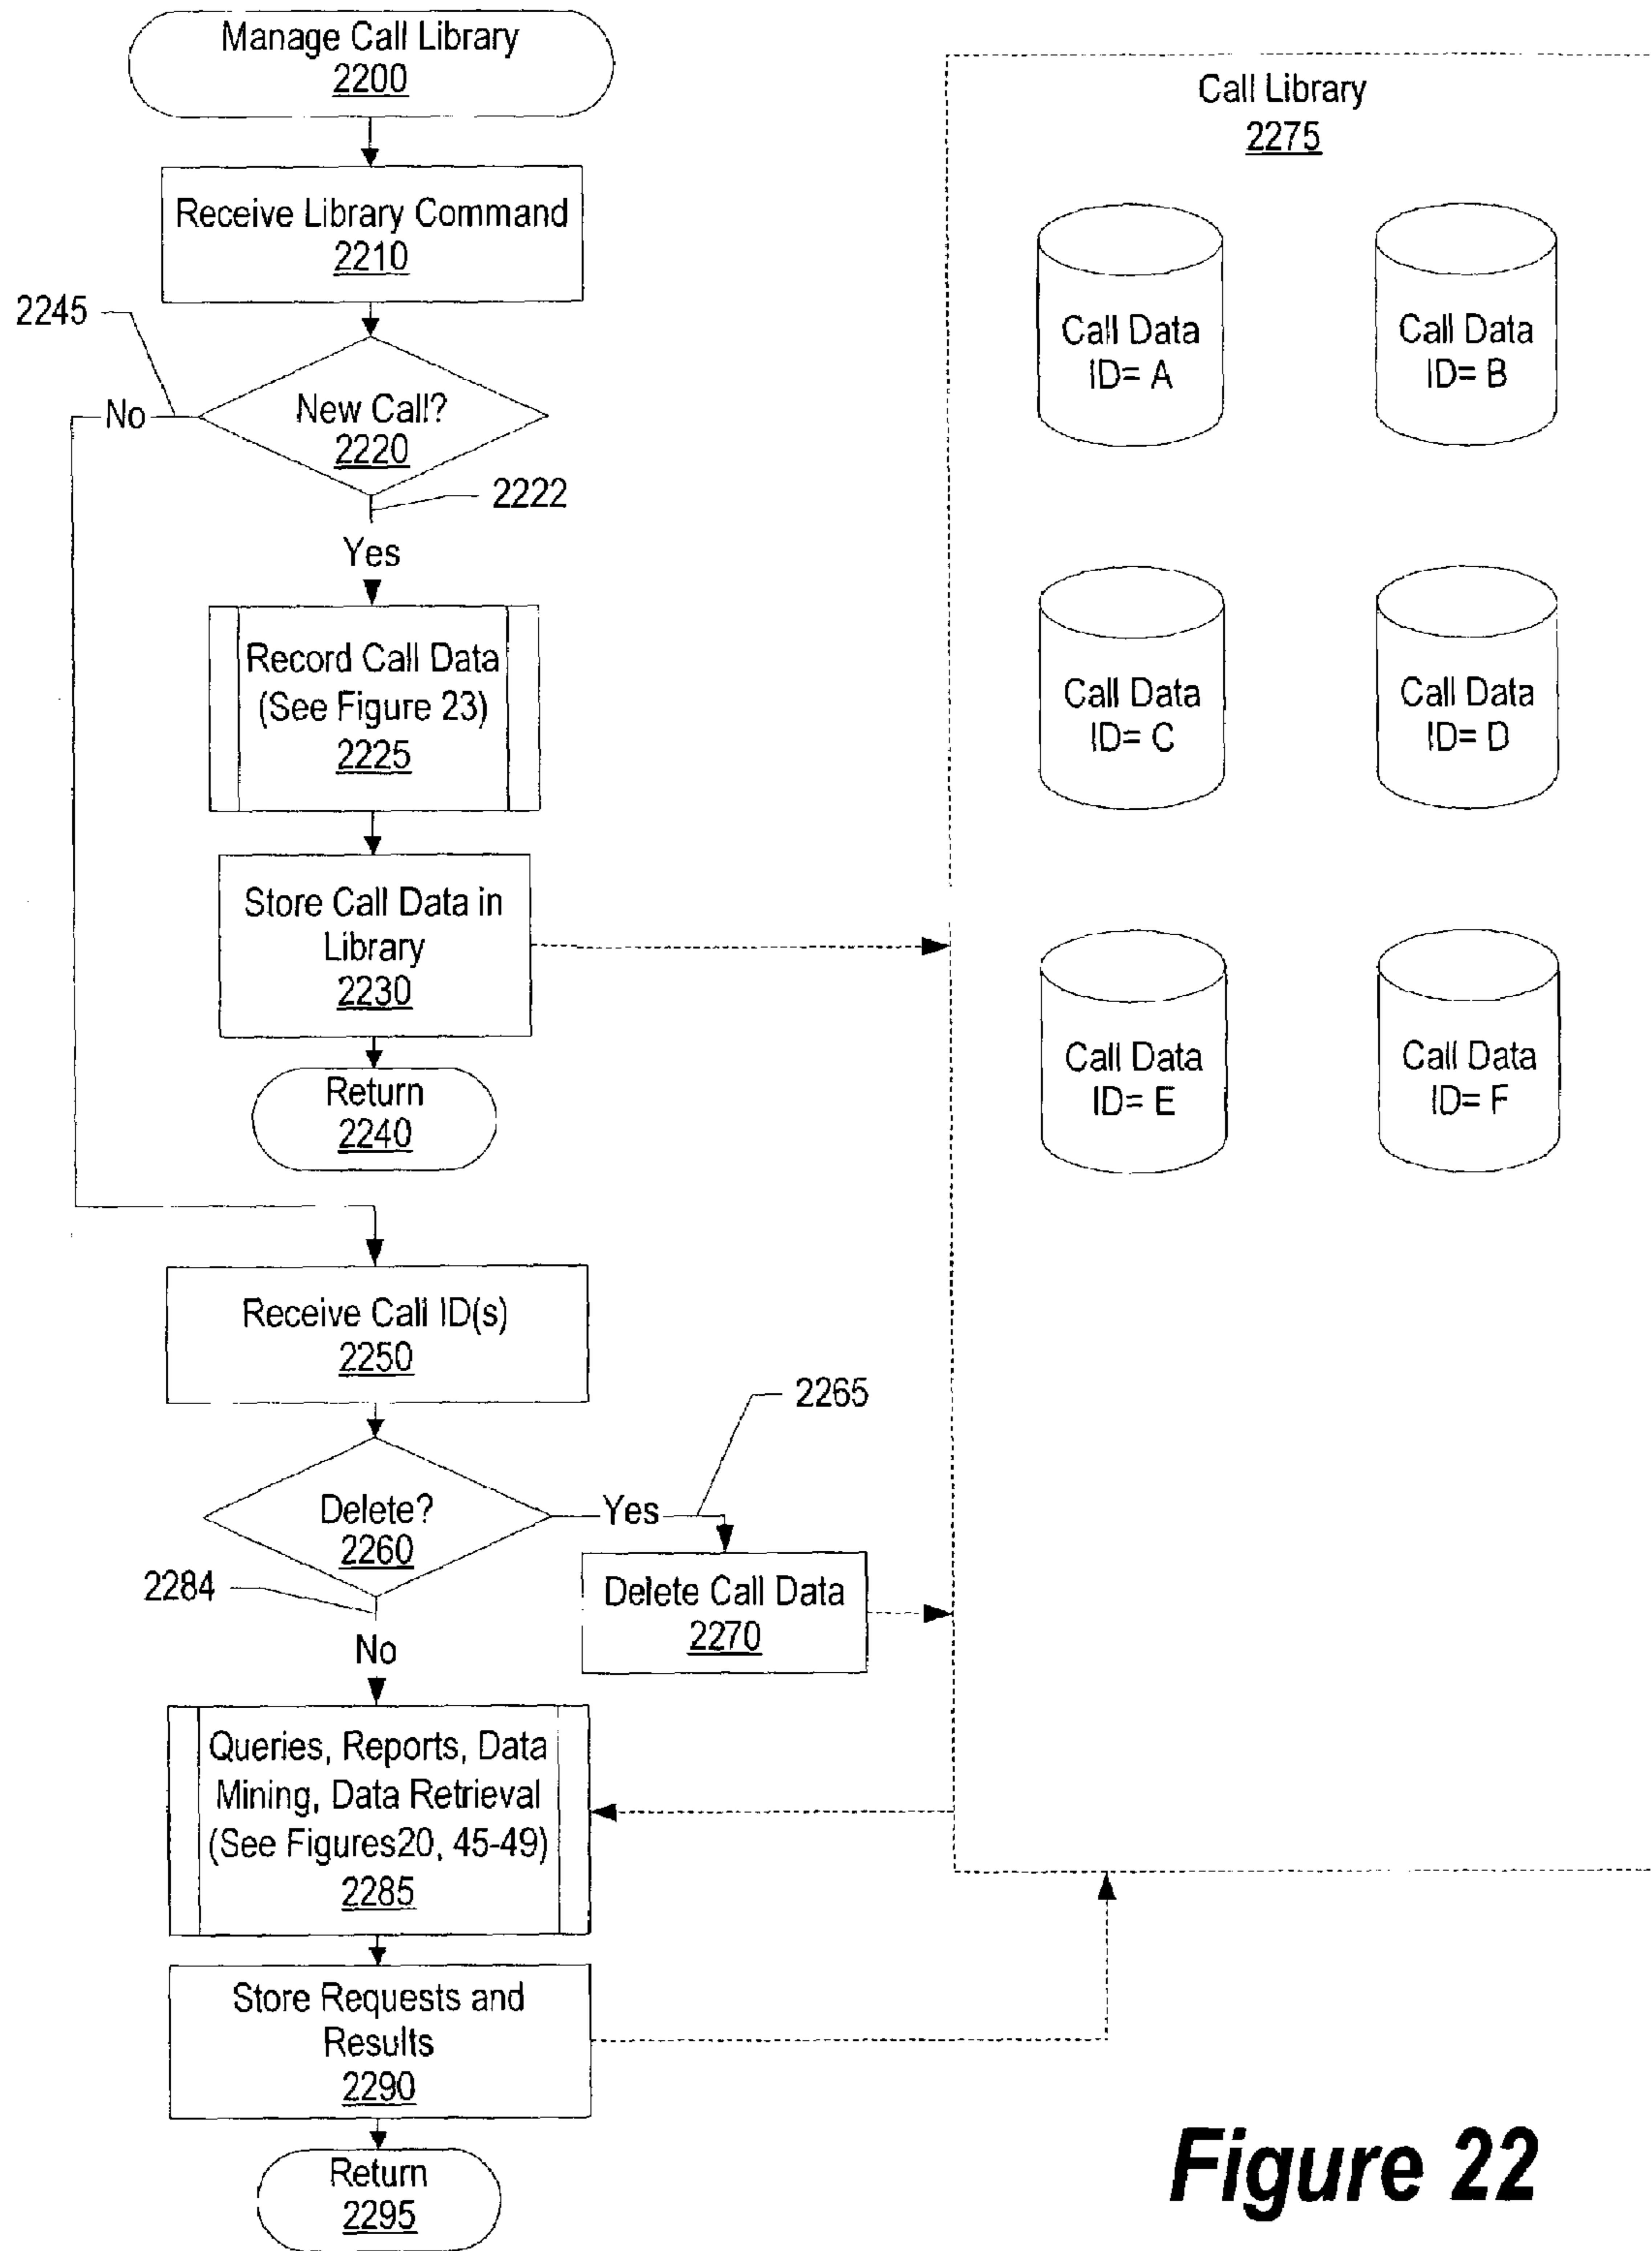 Manage Call Library
2200
Receive Library Command
2210
2245
No
New Call?
2220
2222
Yes
Record Call Data
(See Figure 23)
2225
Store Call Data in
Library
2230
Return
2240
Receive Call ID(s)
2250
2265
Delete?
2260
Yes
2284
Delete Call Data
2270
No
Queries, Reports, Data
Mining, Data Retrieval
(See Figures20, 45-49)
2285
Store Requests and
Results
2290
Return
2295
Call Library
2275
Call Data
ID= A
Call Data
ID= B
Call Data
ID= C
Call Data
ID= D
Call Data
ID= E
Call Data
ID= F
Figure 22